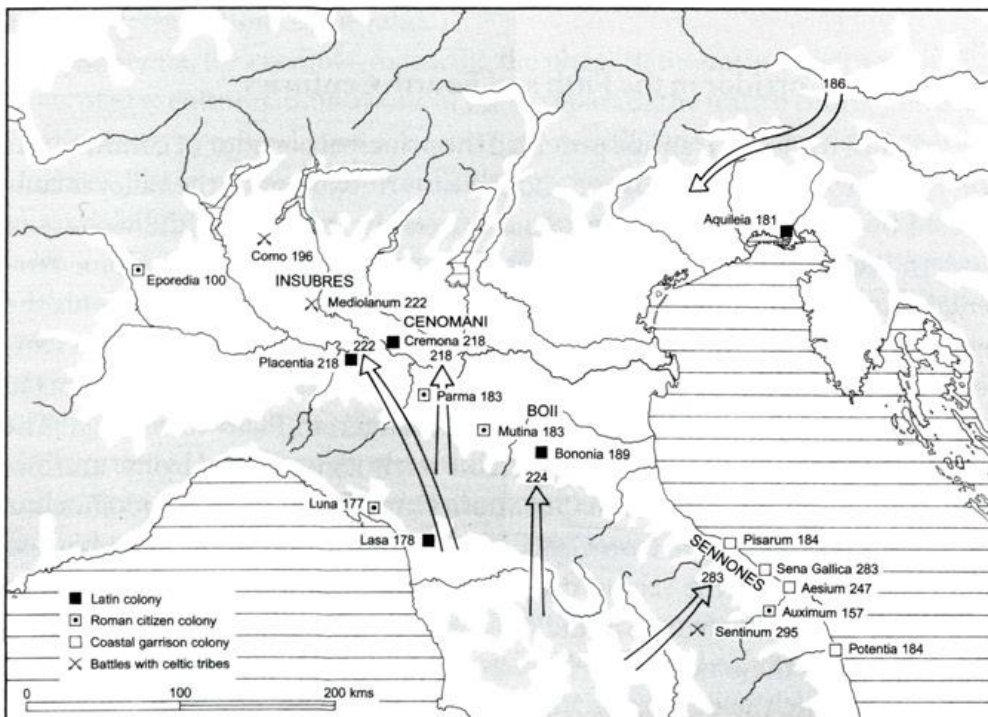 186
Aquileia 181
Como 196
Eporedia 100
INSUBRES
Mediolanum 222
CENOMANI
222
Cremona 218
Placentia 218
218
Parma 183
BOII
Mutina 183
Bononia 189
224
Luna 177
Lasa 178
SENNONES
Pisarum 184
283
Sena Gallica 283
Aesium 247
Auximum 157
Sentinum 295
Potentia 184
Latin colony
Roman citizen colony
Coastal garrison colony
Battles with celtic tribes
0 100 200 kms